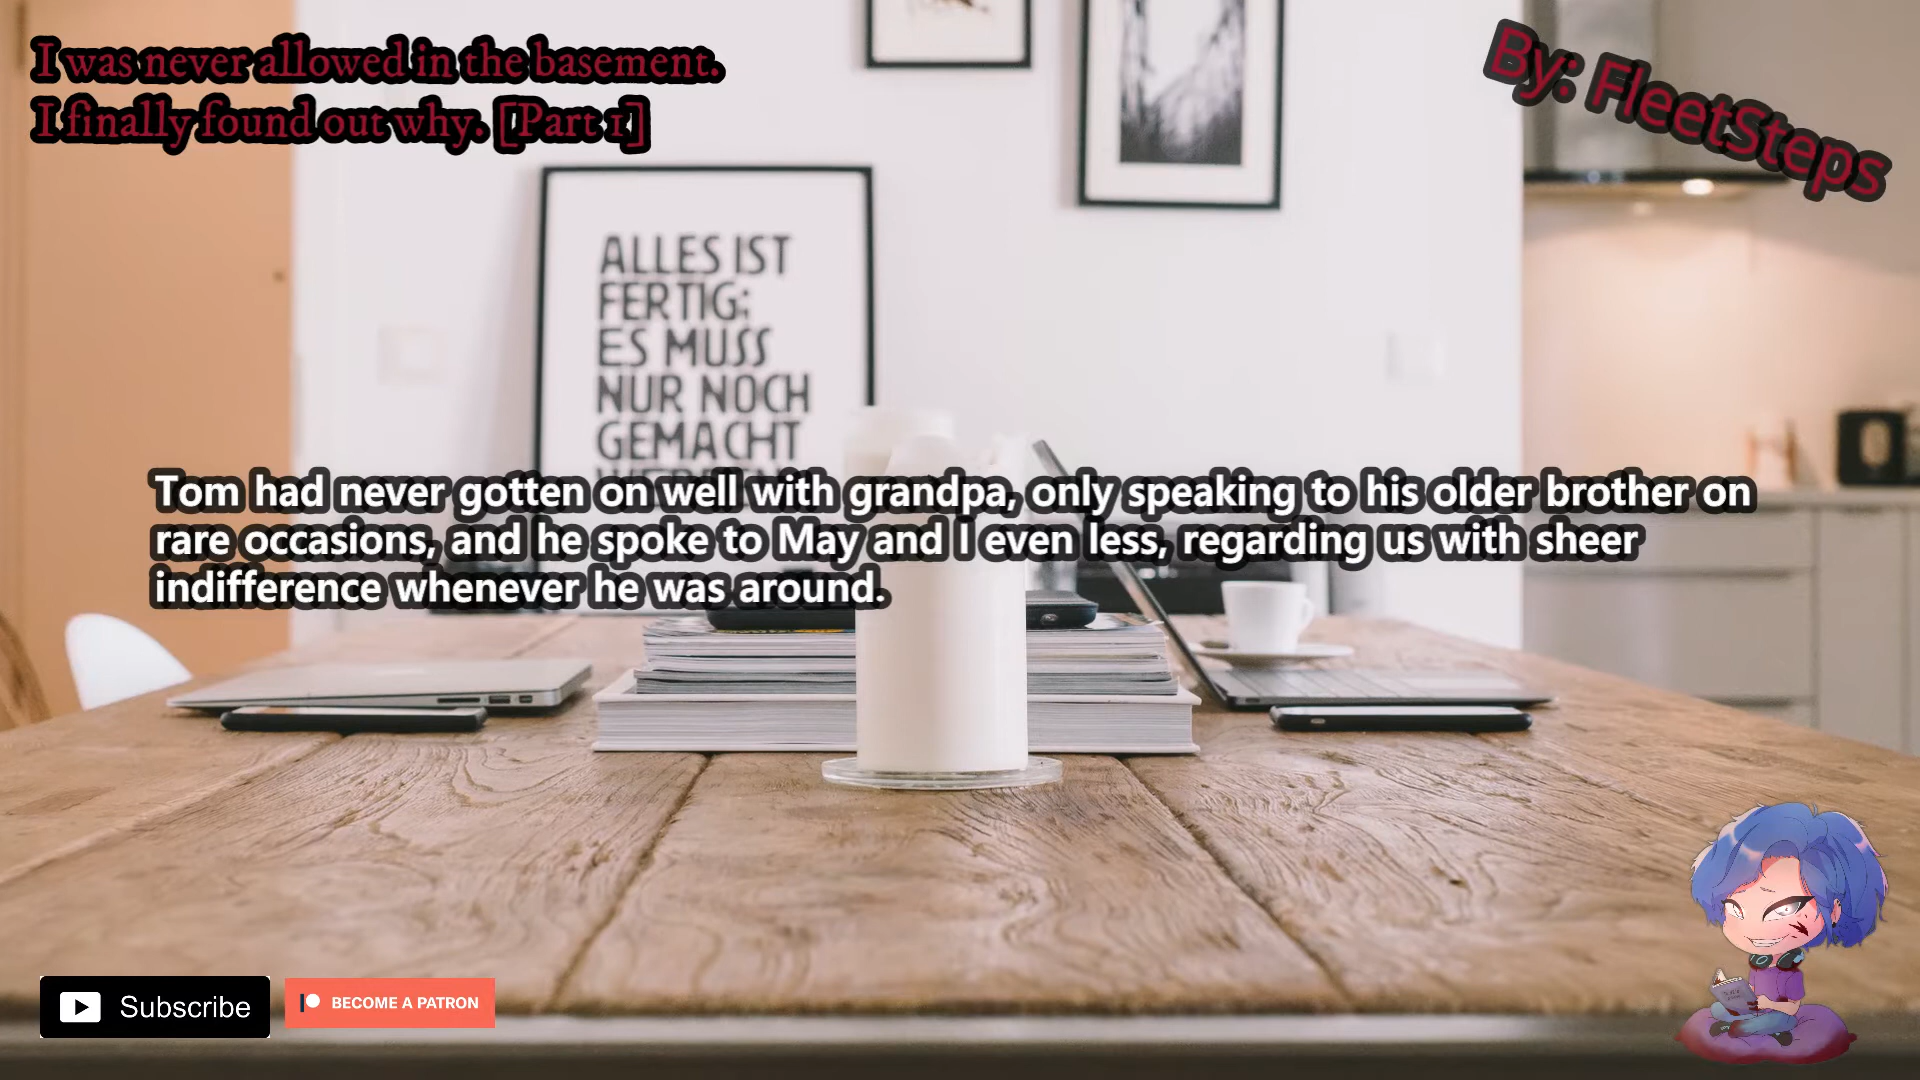 I was never allowed in the basement.
I finally found out why. [Part 1]
By: FleetSteps
ALLES IST
FERTIG;
ES MUSS
NUR NOCH
GEMACHT
Tom had never gotten on well with grandpa, only speaking to his older brother on
rare occasions, and he spoke to May and I even less, regarding us with sheer
indifference whenever he was around.
Subscribe
BECOME A PATRON